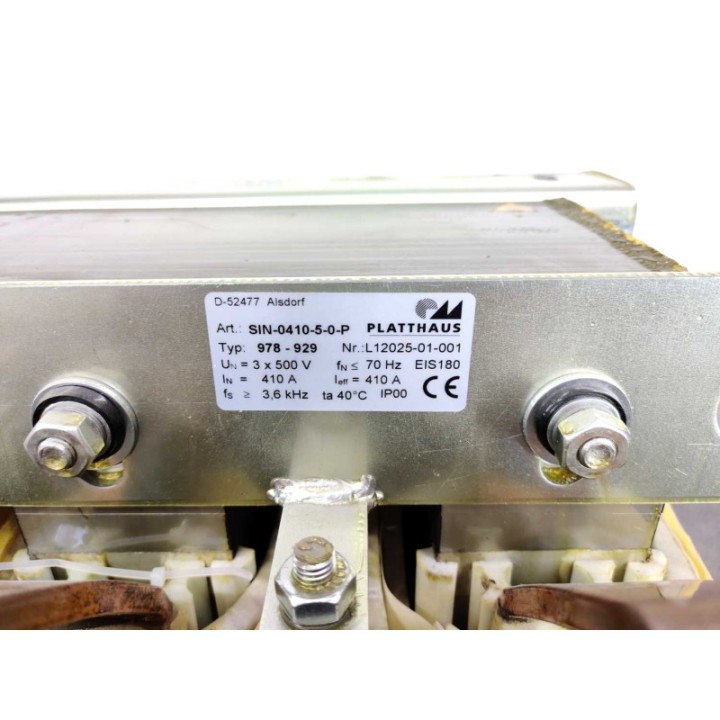 D-52477 Alsdorf
Art.: SIN-0410-5-0-P PLATTHAUS
Typ: 978 - 929 Nr.:L12025-01-001
UN = 3 x 500 V fN ≤ 70 Hz EIS180
IN = 410 A Ieff = 410 A CE
fS ≥ 3,6 kHz ta 40°C IP00